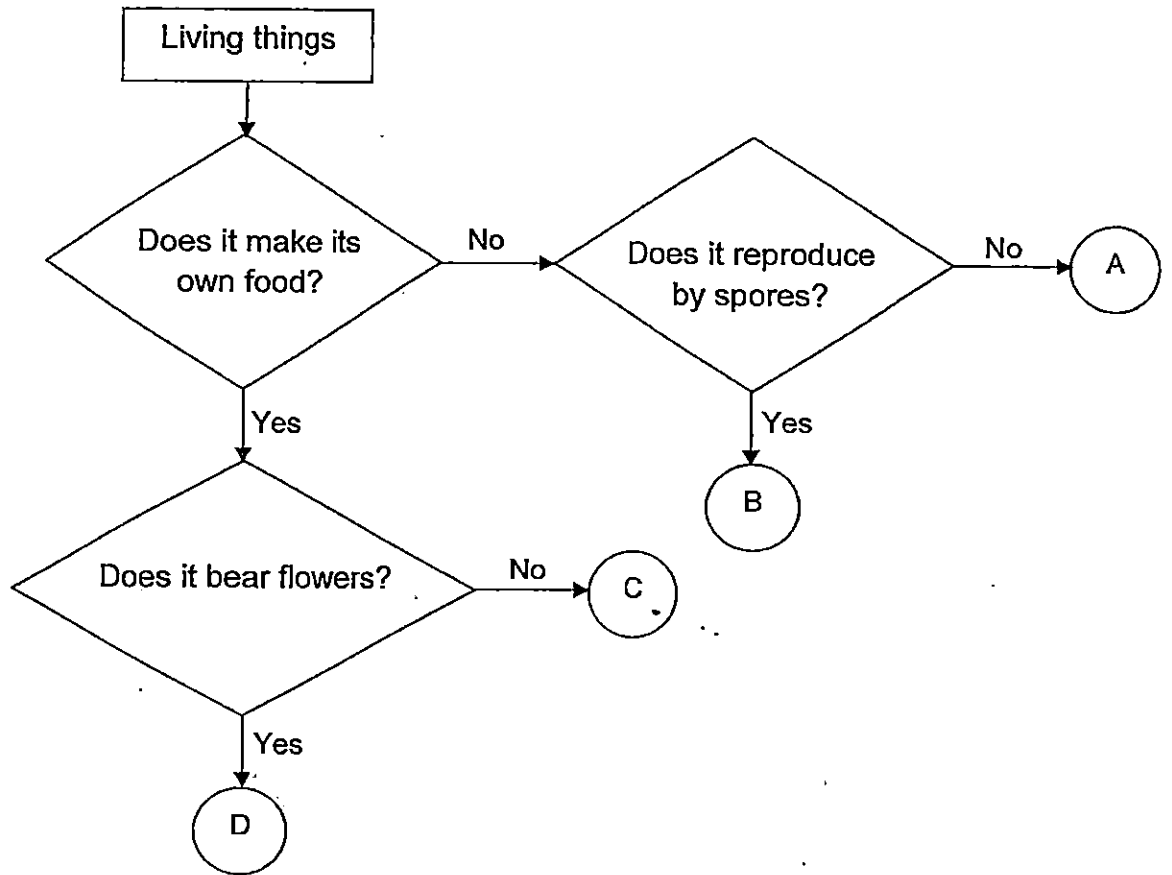 Living things
Does it make its
own food?
No
Does it reproduce
by spores?
No
A
Yes
Yes
B
Does it bear flowers?
No
C
Yes
D